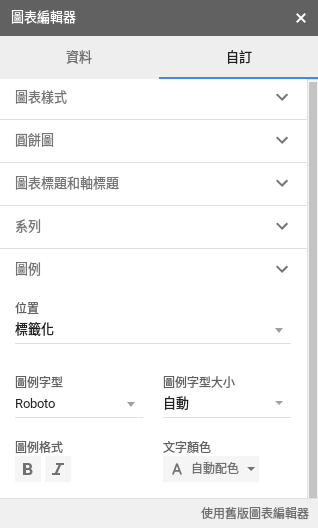 圖表編輯器
資料
自訂
圖表樣式
圓餅圖
圖表標題和軸標題
系列
圖例
位置
標籤化
圖例字型
圖例字型大小
Roboto
自動
圖例格式
文字顏色
B I
A 自動配色
使用舊版圖表編輯器